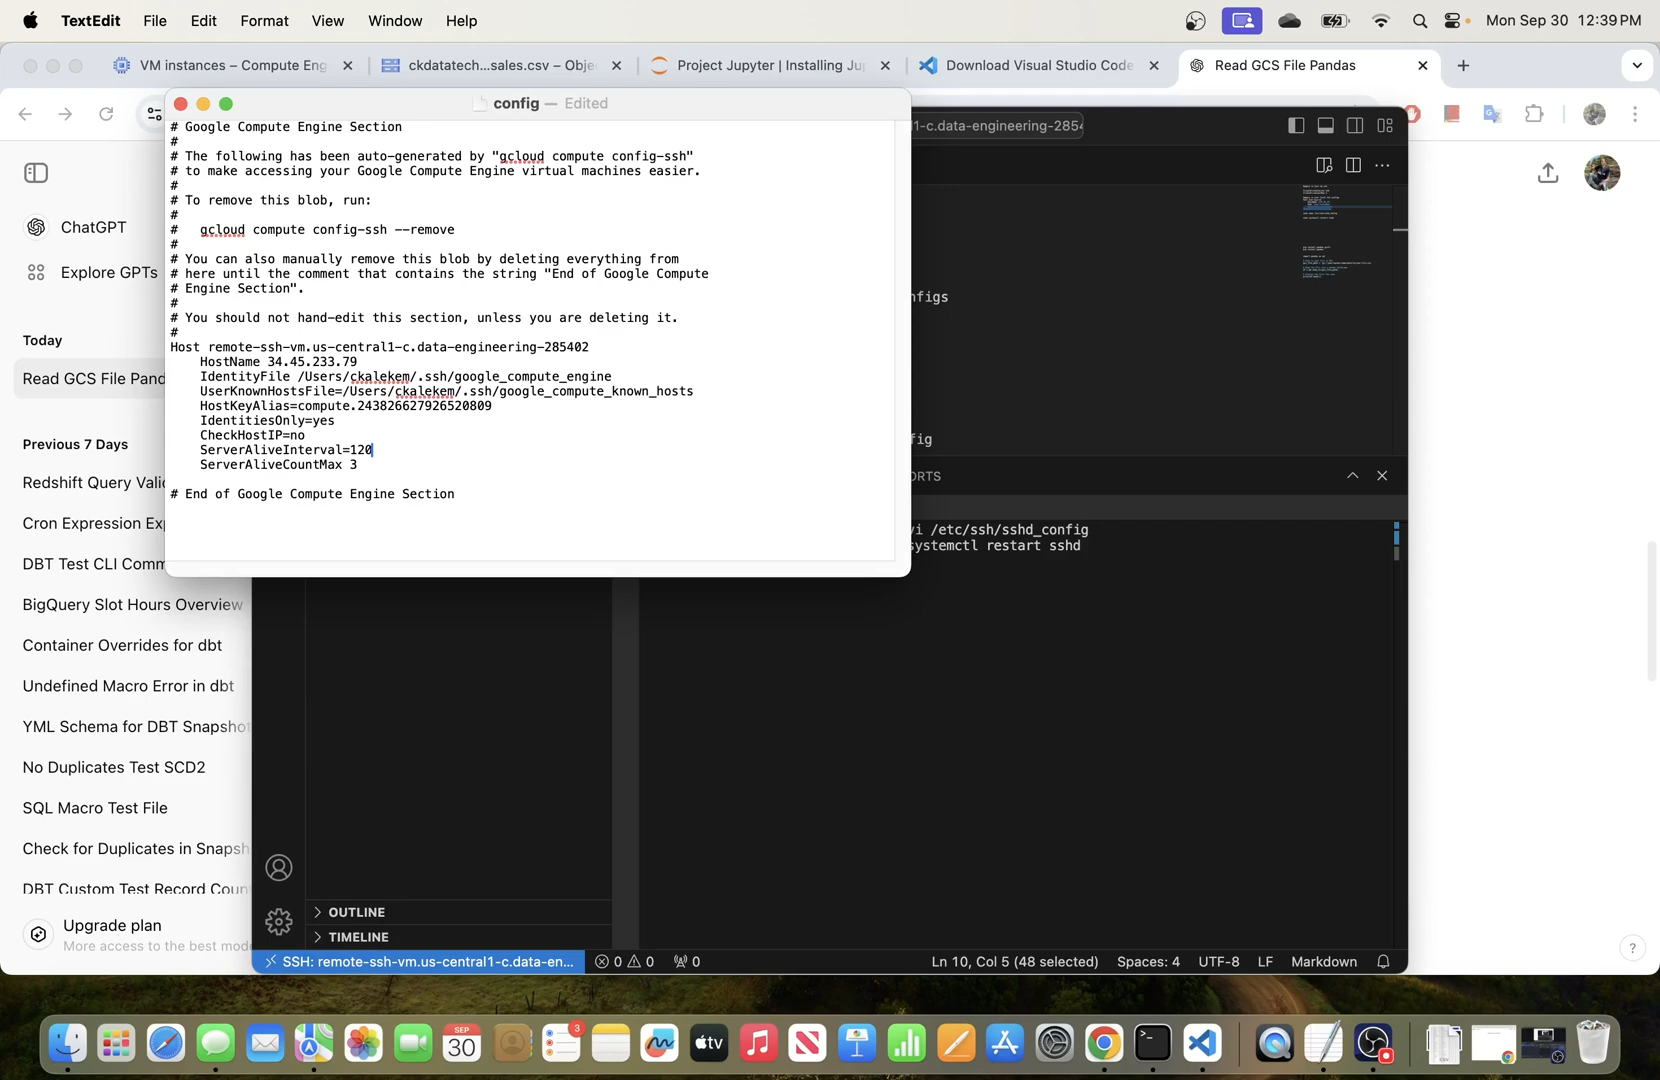 TextEdit File Edit Format View Window Help Mon Sep 30 12:39 PM
VM instances – Compute Eng ckdatatech...sales.csv – Obje Project Jupyter | Installing Ju Download Visual Studio Code Read GCS File Pandas
config — Edited
1-c.data-engineering-2854
# Google Compute Engine Section
#
# The following has been auto-generated by "gcloud compute config-ssh"
# to make accessing your Google Compute Engine virtual machines easier.
#
# To remove this blob, run:
#
#   gcloud compute config-ssh --remove
#
# You can also manually remove this blob by deleting everything from
# here until the comment that contains the string "End of Google Compute
# Engine Section".
#
# You should not hand-edit this section, unless you are deleting it.
#
Host remote-ssh-vm.us-central1-c.data-engineering-285402
    HostName 34.45.233.79
    IdentityFile /Users/ckalekem/.ssh/google_compute_engine
    UserKnownHostsFile=/Users/ckalekem/.ssh/google_compute_known_hosts
    HostKeyAlias=compute.243826627926520809
    IdentitiesOnly=yes
    CheckHostIP=no
    ServerAliveInterval=120
    ServerAliveCountMax 3
# End of Google Compute Engine Section
ChatGPT
Explore GPTs
Today
Read GCS File Pand
Previous 7 Days
Redshift Query Vali
Cron Expression Ex
DBT Test CLI Comm
BigQuery Slot Hours Overview
Container Overrides for dbt
Undefined Macro Error in dbt
YML Schema for DBT Snapshot
No Duplicates Test SCD2
SQL Macro Test File
Check for Duplicates in Snapsh
DBT Custom Test Record Coun
Upgrade plan
More access to the best mod
nfigs
fig
ORTS
vi /etc/ssh/sshd_config
systemctl restart sshd
OUTLINE
TIMELINE
SSH: remote-ssh-vm.us-central1-c.data-en... 0 0 0 Ln 10, Col 5 (48 selected) Spaces: 4 UTF-8 LF Markdown
?
SEP
30
3
tv